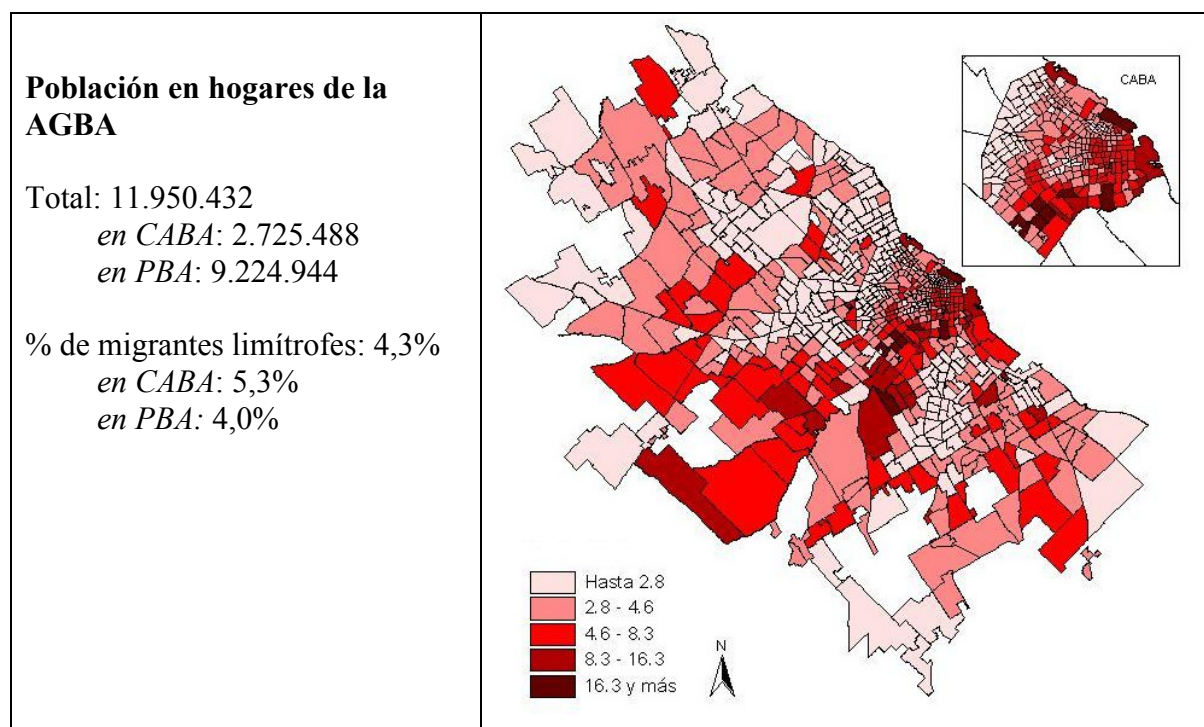 Población en hogares de la
AGBA
Total: 11.950.432
en CABA: 2.725.488
en PBA: 9.224.944
% de migrantes limítrofes: 4,3%
en CABA: 5,3%
en PBA: 4,0%
CABA
Hasta 2.8
2.8 - 4.6
4.6 - 8.3
8.3 - 16.3
16.3 y más
N